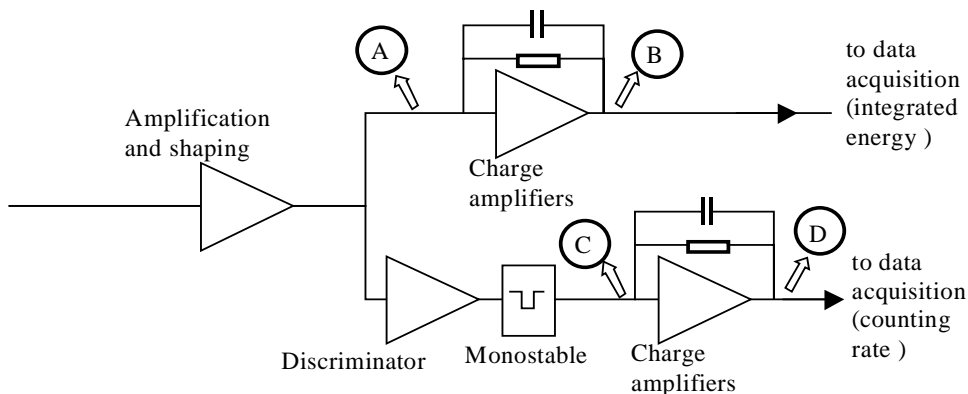 A
B
to data
acquisition
(integrated
energy )
Amplification
and shaping
Charge
amplifiers
C
D
to data
acquisition
(counting
rate )
Discriminator
Monostable
Charge
amplifiers